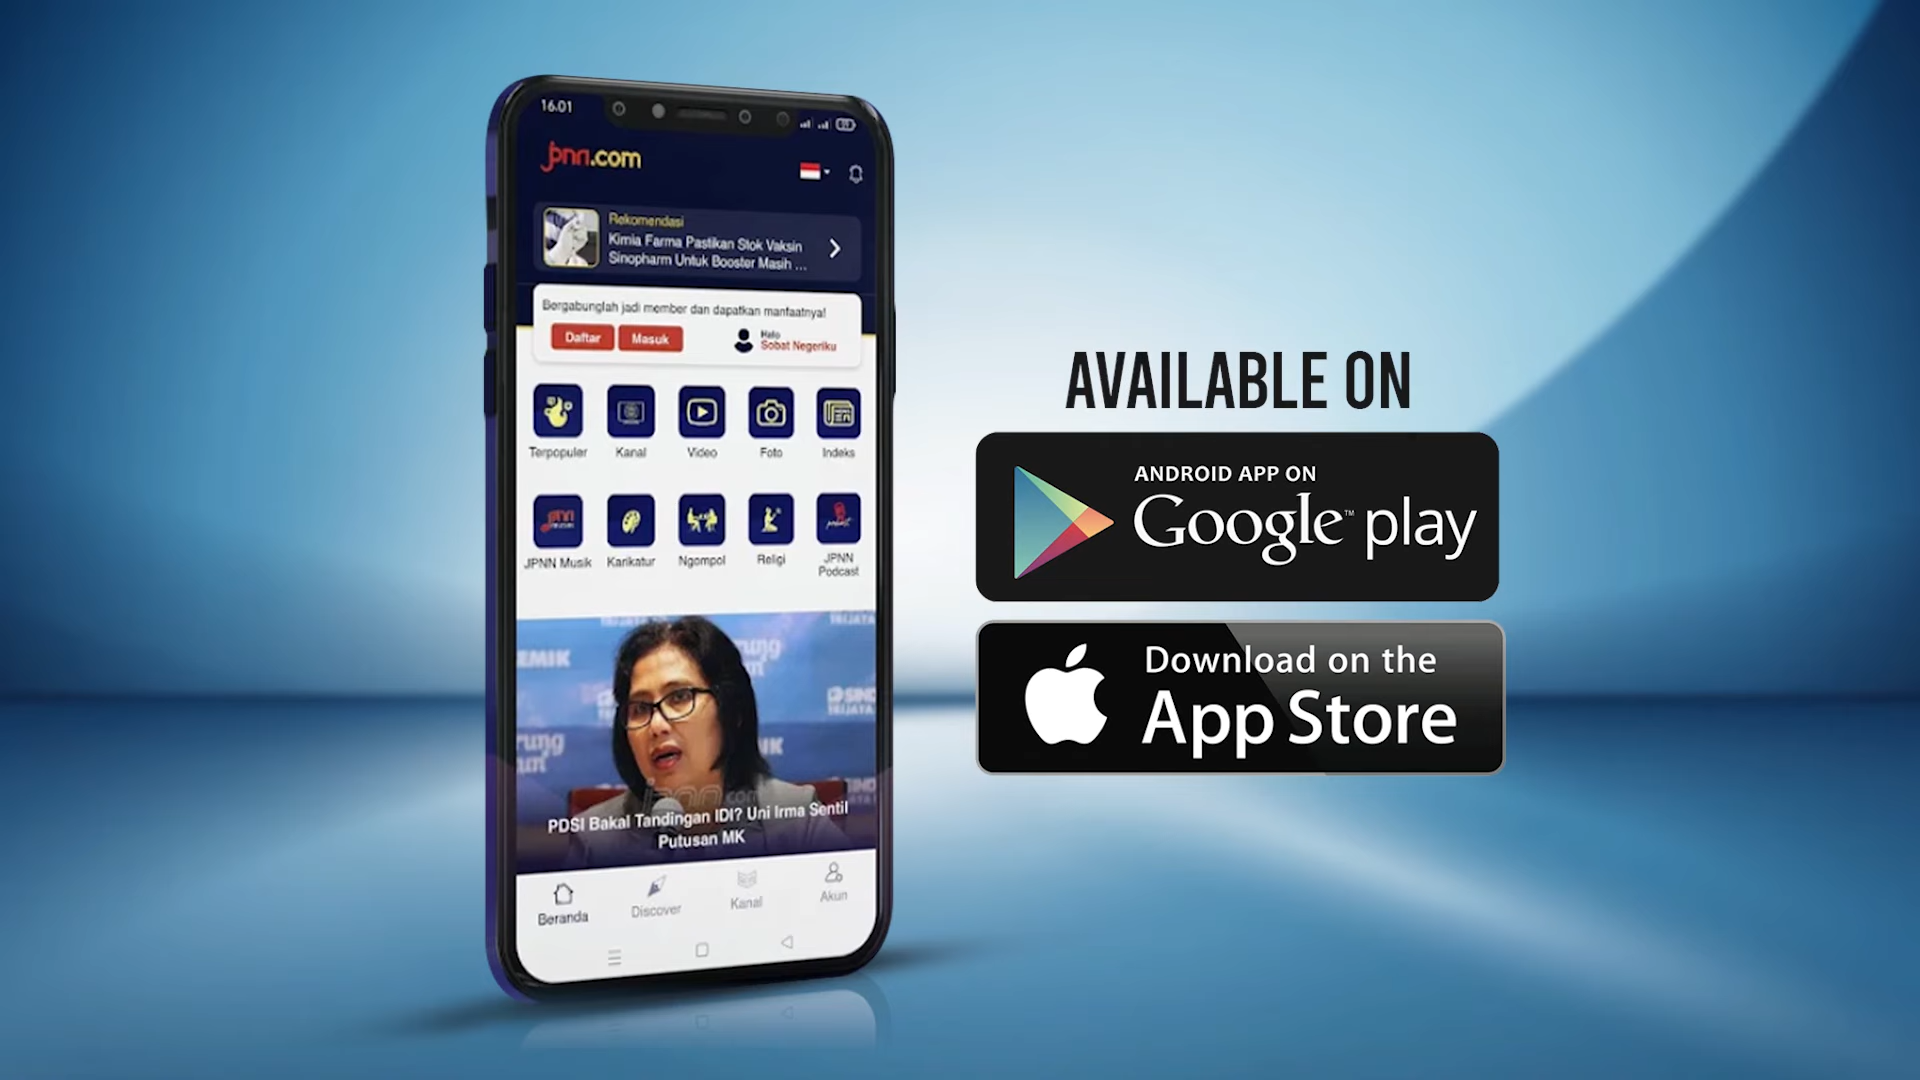 16.01
jpnn.com
Rekomendasi
Kimia Farma Pastikan Stok Vaksin
Sinopharm Untuk Booster Masih ...
Bergabunglah jadi member dan dapatkan manfaatnya!
Daftar
Masuk
Halo
Sobat Negeriku
Terpopuler
Kanal
Video
Foto
Indeks
JPNN Musik
Karikatur
Ngompol
Religi
JPNN
Podcast
PDSI Bakal Tandingan IDI? Uni Irma Sentil
Putusan MK
Beranda
Discover
Kanal
Akun
AVAILABLE ON
ANDROID APP ON
Google™ play
Download on the
App Store